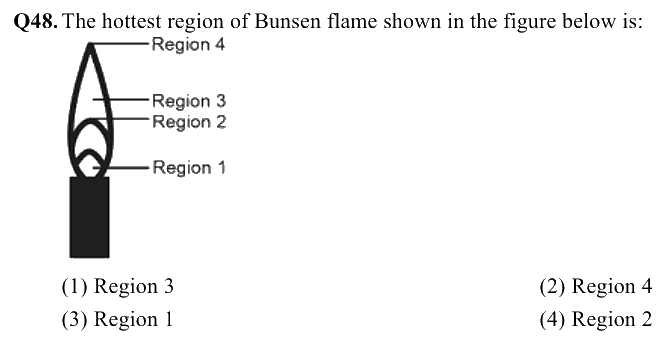 Q48. The hottest region of Bunsen flame shown in the figure below is:
Region 4
Region 3
Region 2
Region 1
(1) Region 3 (2) Region 4
(3) Region 1 (4) Region 2